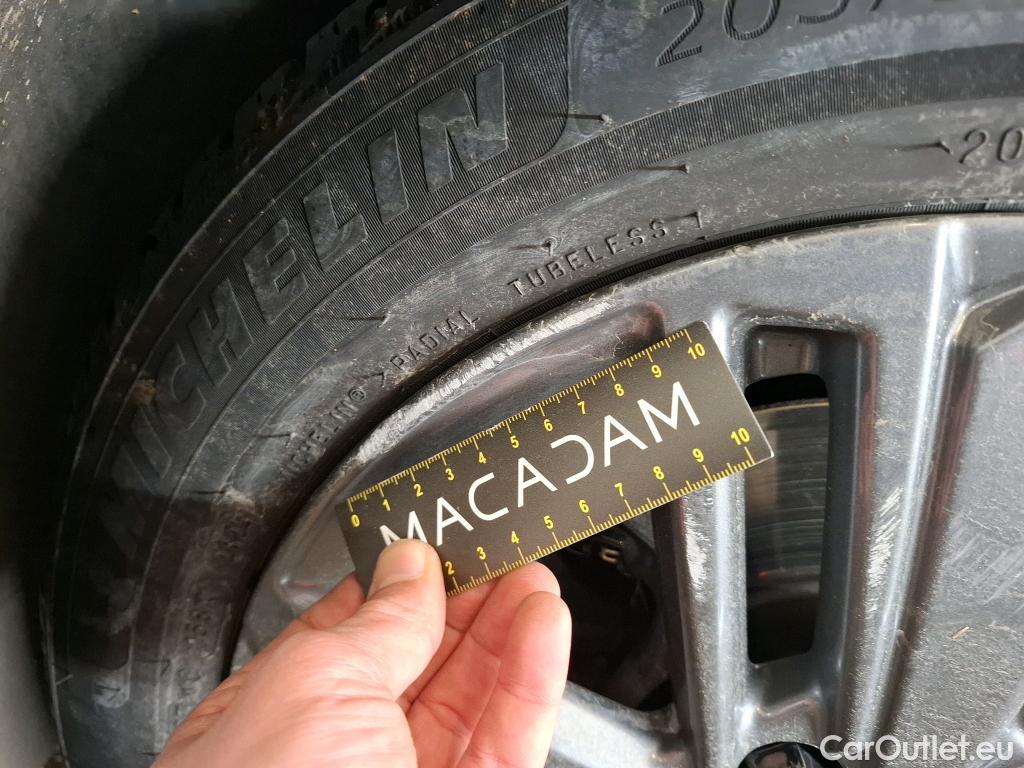 MICHELIN
205/
20
MICHELIN® >RADIAL TUBELESS
0 1 2 3 4 5 6 7 8 9 10
MACADAM
2 3 4 5 6 7 8 9 10
CarOutlet.eu